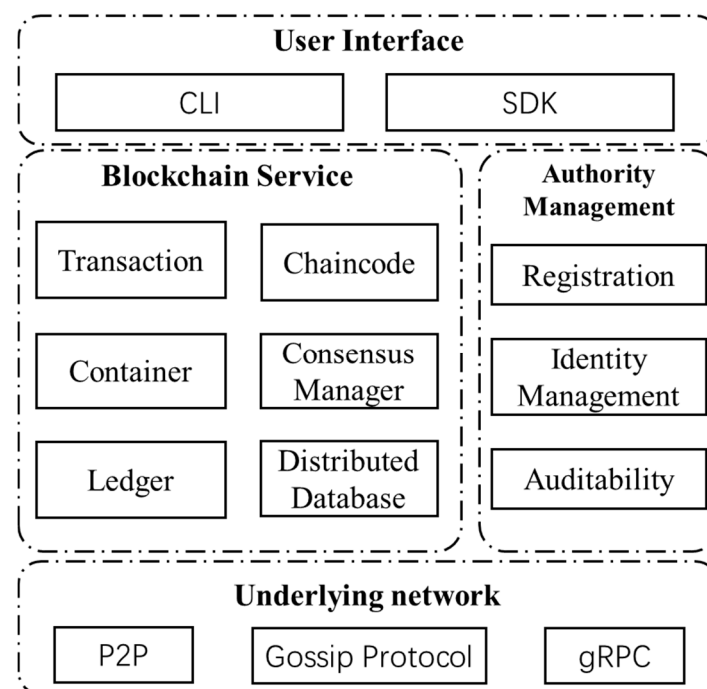 User Interface
CLI
SDK
Blockchain Service
Transaction
Chaincode
Container
Consensus
Manager
Ledger
Distributed
Database
Authority
Management
Registration
Identity
Management
Auditability
Underlying network
P2P
Gossip Protocol
gRPC